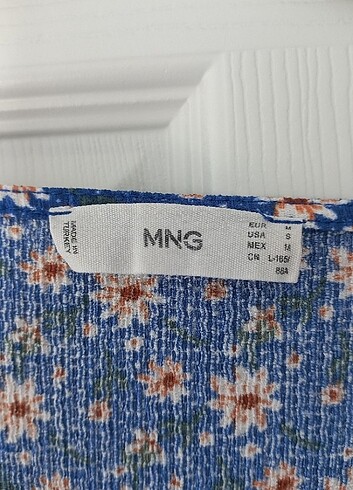 MADE IN
TURKEY
MNG
EUR M
USA S
MEX M
CN L-165/
88A